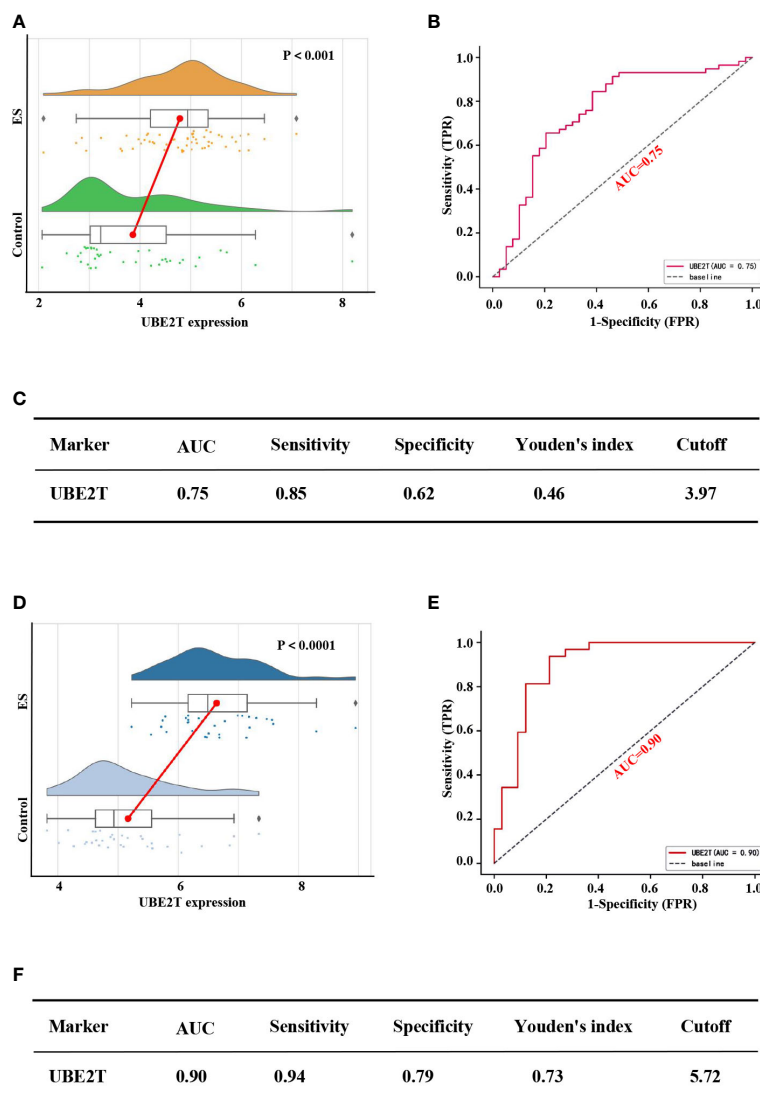 A
P < 0.001
ES
Control
2 4 6 8
UBE2T expression
B
1.0
0.8
0.6
0.4
0.2
0.0
Sensitivity (TPR)
AUC=0.75
UBE2T(AUC = 0.75)
baseline
0.0 0.2 0.4 0.6 0.8 1.0
1-Specificity (FPR)
C
Marker AUC Sensitivity Specificity Youden's index Cutoff
UBE2T 0.75 0.85 0.62 0.46 3.97
D
P < 0.0001
ES
Control
4 6 8
UBE2T expression
E
1.0
0.8
0.6
0.4
0.2
0.0
Sensitivity (TPR)
AUC=0.90
UBE2T(AUC = 0.90)
baseline
0.0 0.2 0.4 0.6 0.8 1.0
1-Specificity (FPR)
F
Marker AUC Sensitivity Specificity Youden's index Cutoff
UBE2T 0.90 0.94 0.79 0.73 5.72